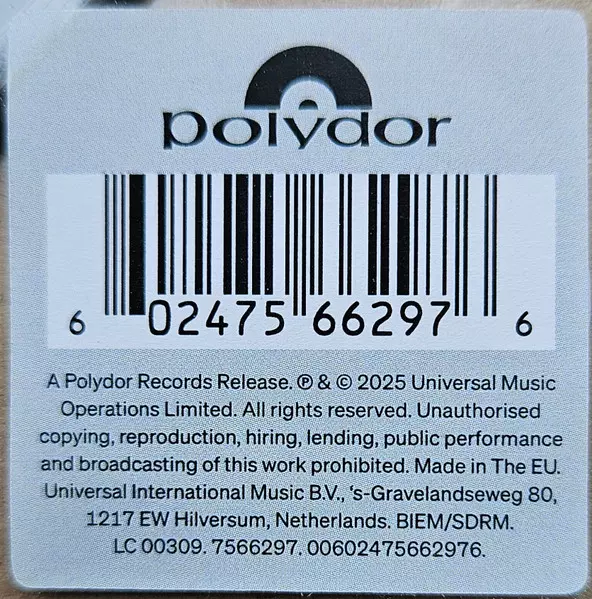 polydor
6 02475 66297 6
A Polydor Records Release. ℗ & © 2025 Universal Music
Operations Limited. All rights reserved. Unauthorised
copying, reproduction, hiring, lending, public performance
and broadcasting of this work prohibited. Made in The EU.
Universal International Music B.V., ‘s-Gravelandseweg 80,
1217 EW Hilversum, Netherlands. BIEM/SDRM.
LC 00309. 7566297. 00602475662976.